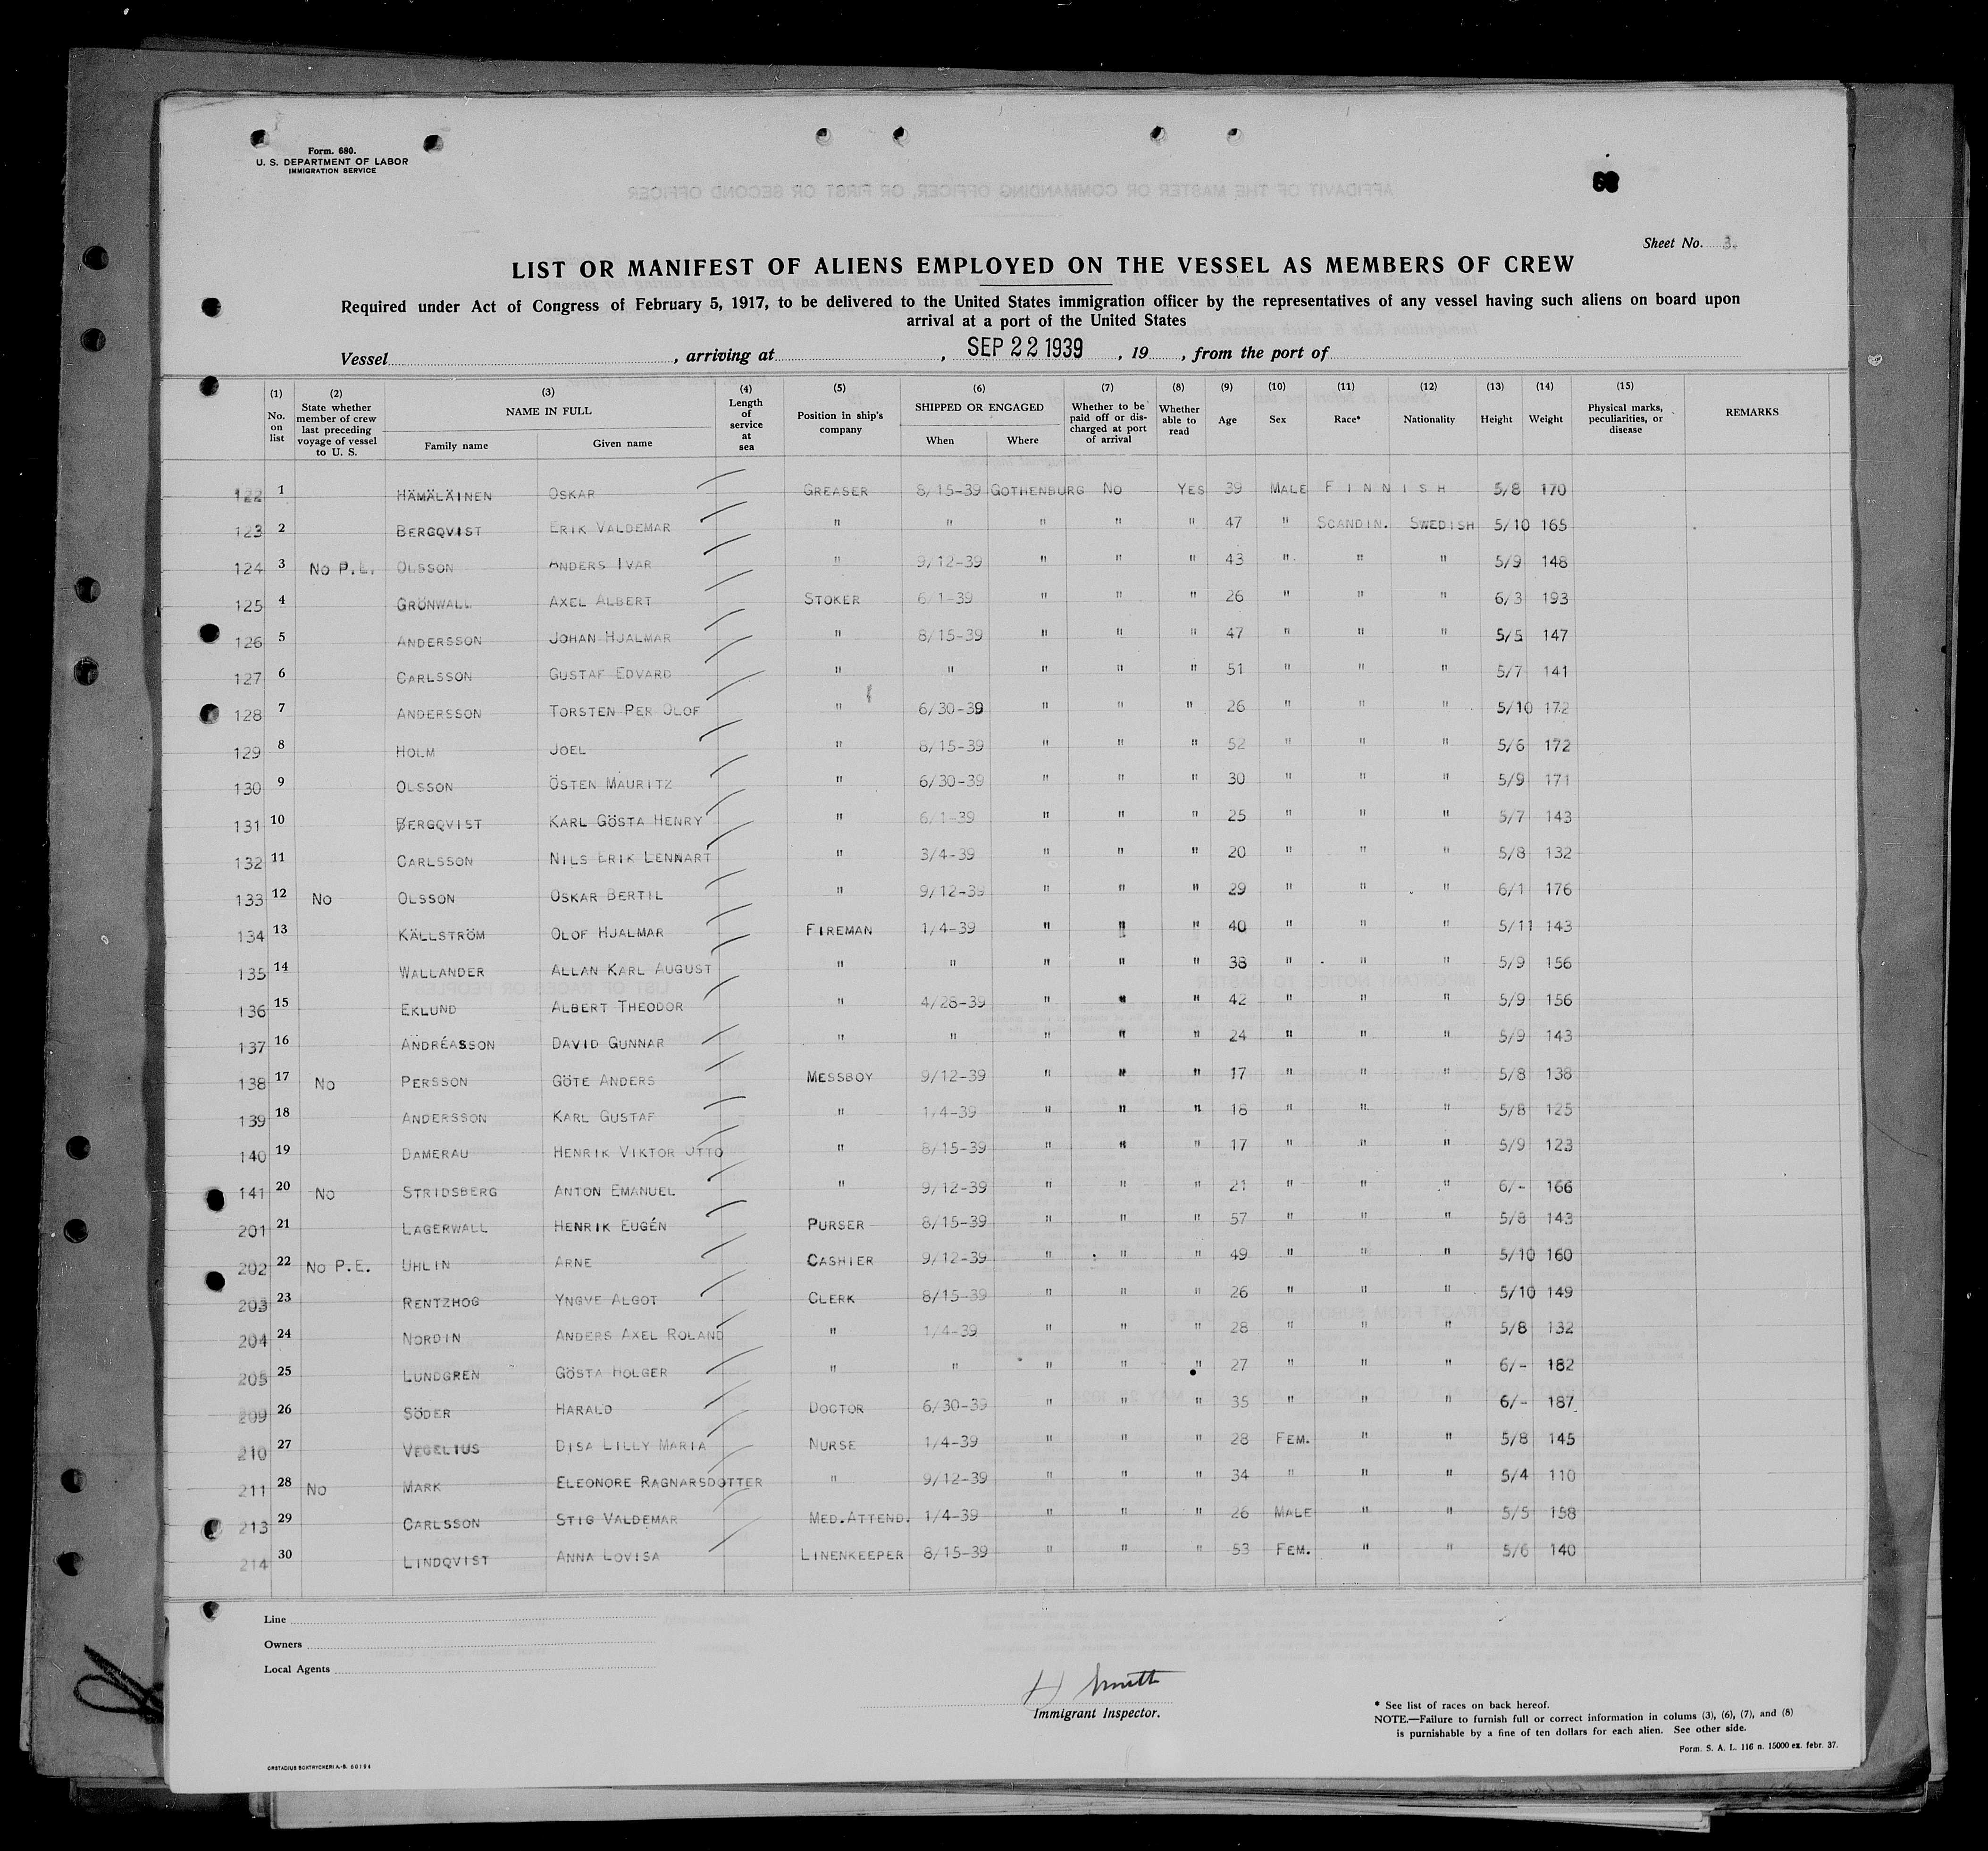 Form. 680.
U. S. DEPARTMENT OF LABOR
IMMIGRATION SERVICE
Sheet No. 3.
LIST OR MANIFEST OF ALIENS EMPLOYED ON THE VESSEL AS MEMBERS OF CREW
Required under Act of Congress of February 5, 1917, to be delivered to the United States immigration officer by the representatives of any vessel having such aliens on board upon
arrival at a port of the United States
Vessel , arriving at , SEP 22 1939 , 19 , from the port of
(1) No. on list (2) State whether member of crew last preceding voyage of vessel to U. S. (3) NAME IN FULL Family name Given name (4) Length of service at sea (5) Position in ship's company (6) SHIPPED OR ENGAGED When Where (7) Whether to be paid off or discharged at port of arrival (8) Whether able to read (9) Age (10) Sex (11) Race* (12) Nationality (13) Height (14) Weight (15) Physical marks, peculiarities, or disease REMARKS
122 1 HÄMÄLÄINEN OSKAR GREASER 8/15-39 GOTHENBURG NO YES 39 MALE FINNISH 5/8 170
123 2 BERGQVIST ERIK VALDEMAR " " " " " 47 " SCANDIN. SWEDISH 5/10 165
124 3 NO P.E. OLSSON ANDERS IVAR " 9/12-39 " " " 43 " " " 5/9 148
125 4 GRÖNWALL AXEL ALBERT STOKER 6/1-39 " " " 26 " " " 6/3 193
126 5 ANDERSSON JOHAN HJALMAR " 8/15-39 " " " 47 " " " 5/5 147
127 6 CARLSSON GUSTAF EDVARD " " " " " 51 " " " 5/7 141
128 7 ANDERSSON TORSTEN PER OLOF " 6/30-39 " " " 26 " " " 5/10 172
129 8 HOLM JOEL " 8/15-39 " " " 52 " " " 5/6 172
130 9 OLSSON ÖSTEN MAURITZ " 6/30-39 " " " 30 " " " 5/9 171
131 10 BERGQVIST KARL GÖSTA HENRY " 6/1-39 " " " 25 " " " 5/7 143
132 11 CARLSSON NILS ERIK LENNART " 3/4-39 " " " 20 " " " 5/8 132
133 12 NO OLSSON OSKAR BERTIL " 9/12-39 " " " 29 " " " 6/1 176
134 13 KÄLLSTRÖM OLOF HJALMAR FIREMAN 1/4-39 " " " 40 " " " 5/11 143
135 14 WALLANDER ALLAN KARL AUGUST " " " " " 38 " " " 5/9 156
136 15 EKLUND ALBERT THEODOR " 4/28-39 " " " 42 " " " 5/9 156
137 16 ANDRÉASSON DAVID GUNNAR " " " " " 24 " " " 5/9 143
138 17 NO PERSSON GÖTE ANDERS MESSBOY 9/12-39 " " " 17 " " " 5/8 138
139 18 ANDERSSON KARL GUSTAF " 1/4-39 " " " 18 " " " 5/8 125
140 19 DAMERAU HENRIK VIKTOR OTTO " 8/15-39 " " " 17 " " " 5/9 123
141 20 NO STRIDSBERG ANTON EMANUEL " 9/12-39 " " " 21 " " " 6/- 166
201 21 LAGERWALL HENRIK EUGÉN PURSER 8/15-39 " " " 57 " " " 5/8 143
202 22 NO P.E. UHLIN ARNE CASHIER 9/12-39 " " " 49 " " " 5/10 160
203 23 RENTZHOG YNGVE ALGOT CLERK 8/15-39 " " " 26 " " " 5/10 149
204 24 NORDIN ANDERS AXEL ROLAND " 1/4-39 " " " 28 " " " 5/8 132
205 25 LUNDGREN GÖSTA HOLGER " " " " " 27 " " " 6/- 182
209 26 SÖDER HARALD DOCTOR 6/30-39 " " " 35 " " " 6/- 187
210 27 VEGELIUS DISA LILLY MARIA NURSE 1/4-39 " " " 28 FEM. " " 5/8 145
211 28 NO MARK ELEONORE RAGNARSDOTTER " 9/12-39 " " " 34 " " " 5/4 110
213 29 CARLSSON STIG VALDEMAR MED.ATTEND. 1/4-39 " " " 26 MALE " " 5/5 158
214 30 LINDQVIST ANNA LOVISA LINENKEEPER 8/15-39 " " " 53 FEM. " " 5/6 140
Line
Owners
Local Agents
H Smith
Immigrant Inspector.
* See list of races on back hereof.
NOTE.—Failure to furnish full or correct information in colums (3), (6), (7), and (8)
is punishable by a fine of ten dollars for each alien. See other side.
Form. S. A. L. 116 n. 15000 ex. febr. 37.